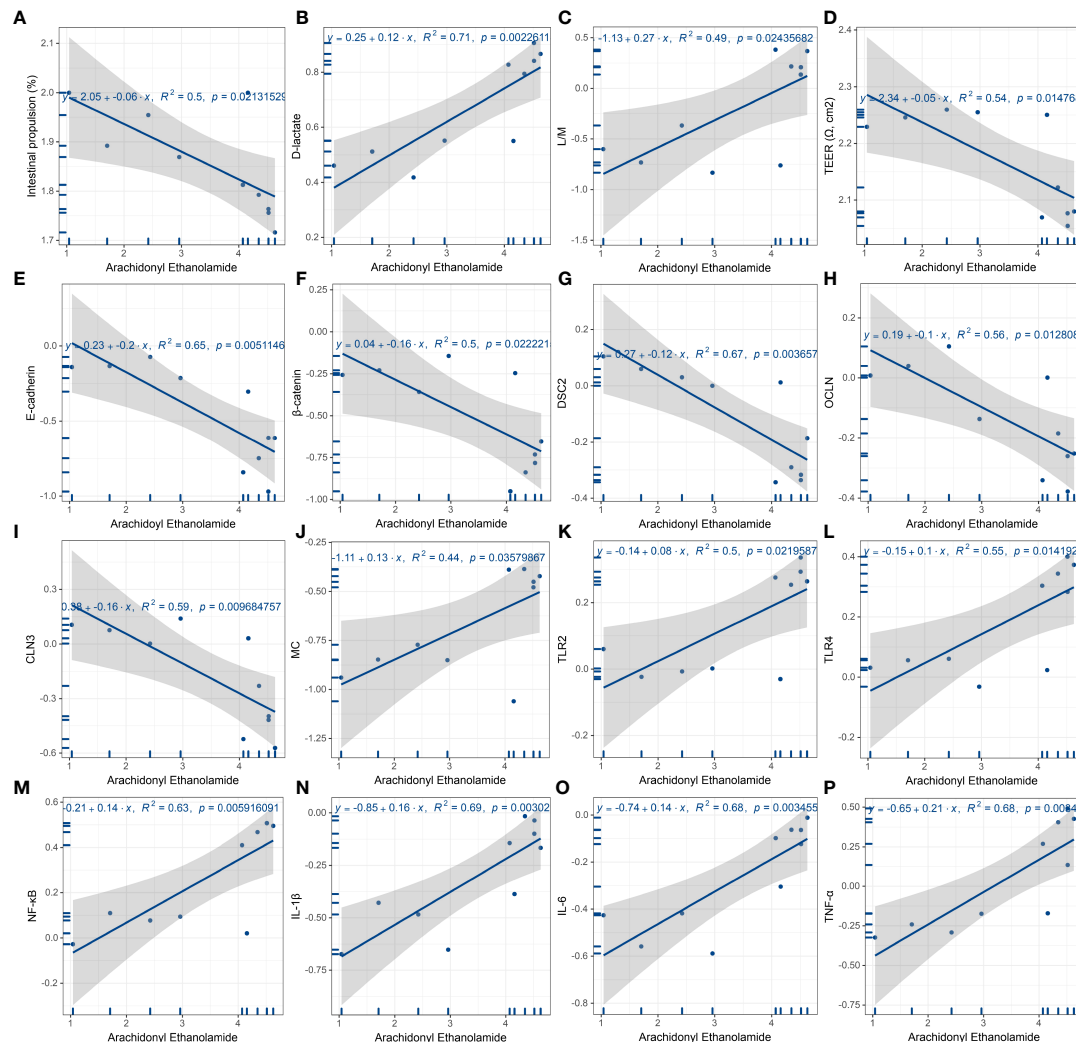 A
B
C
D
y = 2.05 + -0.06 · x, R² = 0.5, p = 0.02131529
Intestinal propulsion (%)
2.1
2.0
1.9
1.8
1.7
1 2 3 4
Arachidonyl Ethanolamide
y = 0.25 + 0.12 · x, R² = 0.71, p = 0.0022611
D-lactate
0.8
0.6
0.4
0.2
1 2 3 4
Arachidonyl Ethanolamide
-1.13 + 0.27 · x, R² = 0.49, p = 0.02435682
L/M
0.5
0.0
-0.5
-1.0
-1.5
1 2 3 4
Arachidonyl Ethanolamide
y = 2.34 + -0.05 · x, R² = 0.54, p = 0.01476
TEER (Ω, cm2)
2.4
2.3
2.2
2.1
1 2 3 4
Arachidonyl Ethanolamide
E
F
G
H
y = 0.23 + -0.2 · x, R² = 0.65, p = 0.0051146
E-cadherin
0.0
-0.5
-1.0
1 2 3 4
Arachidonyl Ethanolamide
y = 0.04 + -0.16 · x, R² = 0.5, p = 0.022221
β-catenin
0.25
0.00
-0.25
-0.50
-0.75
-1.00
1 2 3 4
Arachidonyl Ethanolamide
y = 0.27 + -0.12 · x, R² = 0.67, p = 0.003657
DSC2
0.2
0.0
-0.2
-0.4
1 2 3 4
Arachidonyl Ethanolamide
y = 0.19 + -0.1 · x, R² = 0.56, p = 0.012808
OCLN
0.2
0.0
-0.2
-0.4
1 2 3 4
Arachidonyl Ethanolamide
I
J
K
L
0.38 + -0.16 · x, R² = 0.59, p = 0.009684757
CLN3
0.3
0.0
-0.3
-0.6
1 2 3 4
Arachidonyl Ethanolamide
-1.11 + 0.13 · x, R² = 0.44, p = 0.03579867
MC
-0.25
-0.50
-0.75
-1.00
-1.25
1 2 3 4
Arachidonyl Ethanolamide
y = -0.14 + 0.08 · x, R² = 0.5, p = 0.0219587
TLR2
0.4
0.2
0.0
-0.2
1 2 3 4
Arachidonyl Ethanolamide
y = -0.15 + 0.1 · x, R² = 0.55, p = 0.014192
TLR4
0.4
0.2
0.0
-0.2
1 2 3 4
Arachidonyl Ethanolamide
M
N
O
P
-0.21 + 0.14 · x, R² = 0.63, p = 0.005916091
NF-κB
0.6
0.4
0.2
0.0
-0.2
1 2 3 4
Arachidonyl Ethanolamide
y = -0.85 + 0.16 · x, R² = 0.69, p = 0.00302
IL-1β
0.00
-0.25
-0.50
-0.75
1 2 3 4
Arachidonyl Ethanolamide
y = -0.74 + 0.14 · x, R² = 0.68, p = 0.003455
IL-6
0.0
-0.2
-0.4
-0.6
-0.8
1 2 3 4
Arachidonyl Ethanolamide
y = -0.65 + 0.21 · x, R² = 0.68, p =
TNF-α
0.50
0.25
0.00
-0.25
-0.50
-0.75
1 2 3 4
Arachidonyl Ethanolamide